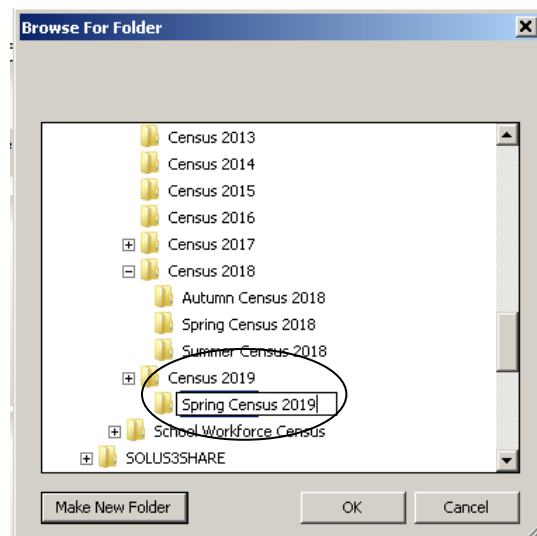 Browse For Folder
Census 2013
Census 2014
Census 2015
Census 2016
Census 2017
Census 2018
Autumn Census 2018
Spring Census 2018
Summer Census 2018
Census 2019
Spring Census 2019
School Workforce Census
SOLUS3SHARE
Make New Folder OK Cancel